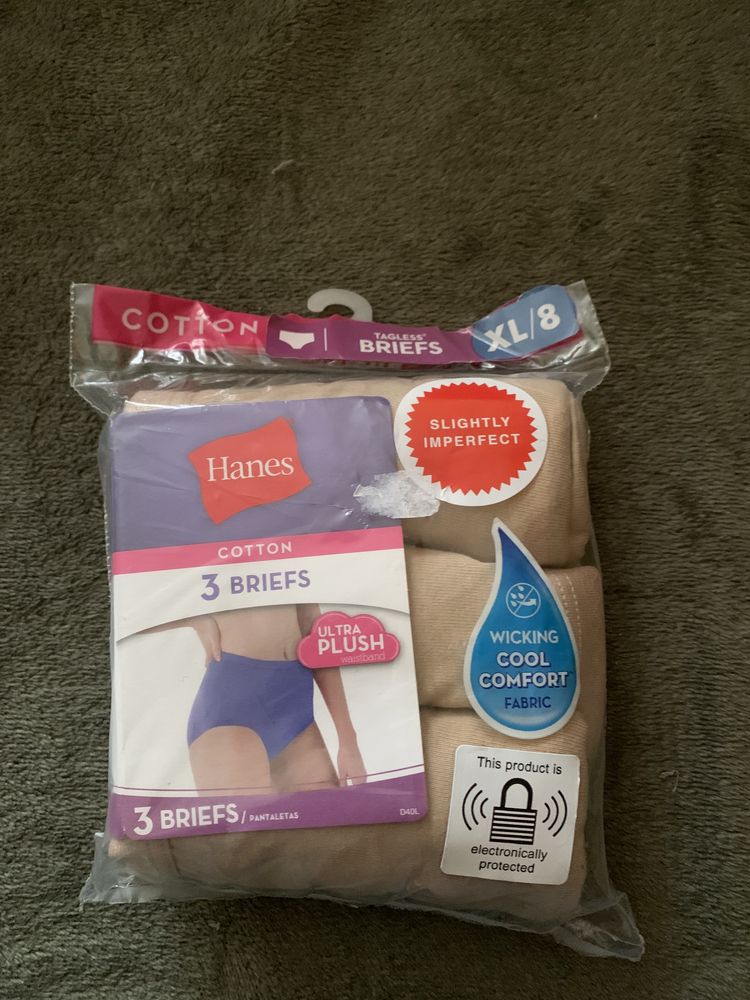 COTTON
TAGLESS®
BRIEFS
XL/8
SLIGHTLY
IMPERFECT
Hanes
COTTON
3 BRIEFS
ULTRA
PLUSH
waistband
WICKING
COOL
COMFORT
FABRIC
This product is
electronically
protected
3 BRIEFS/PANTALETAS
D40L